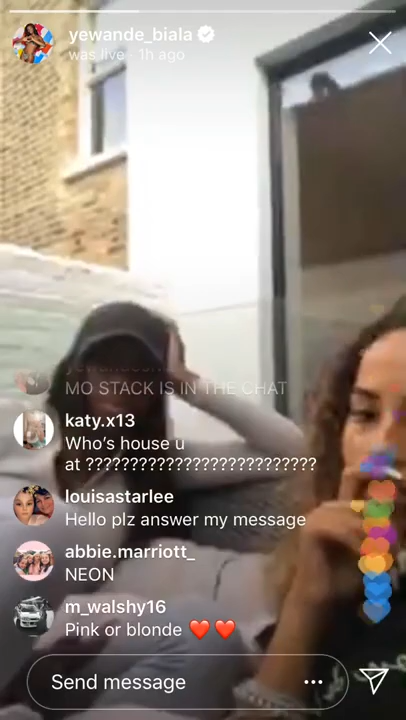 yewande_biala
was live · 1h ago
MO STACK IS IN THE CHAT
katy.x13
Who's house u
at ??????????????????????????
louisastarlee
Hello plz answer my message
abbie.marriott_
NEON
m_walshy16
Pink or blonde ❤️❤️
Send message